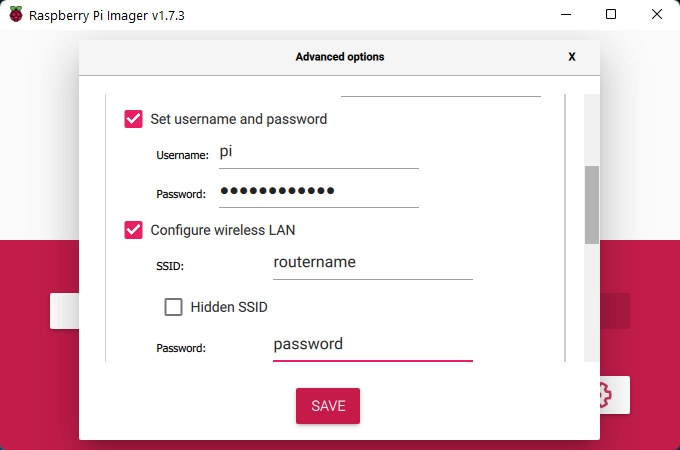 Raspberry Pi Imager v1.7.3
Advanced options
X
Set username and password
Username: pi
Password: ●●●●●●●●●●●●
Configure wireless LAN
SSID: routername
Hidden SSID
Password: password
SAVE